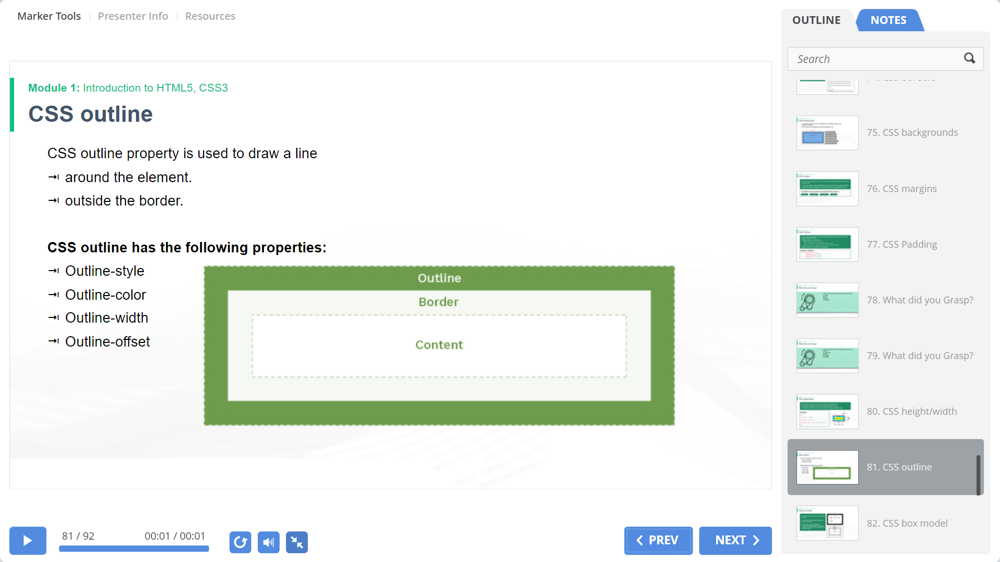 Marker Tools
Presenter Info
Resources
OUTLINE
NOTES
Search
Module 1: Introduction to HTML5, CSS3
CSS outline
CSS outline property is used to draw a line
around the element.
outside the border.
CSS outline has the following properties:
Outline-style
Outline-color
Outline-width
Outline-offset
Outline
Border
Content
75. CSS backgrounds
76. CSS margins
77. CSS Padding
78. What did you Grasp?
79. What did you Grasp?
80. CSS height/width
81. CSS outline
82. CSS box model
81 / 92
00:01 / 00:01
PREV
NEXT